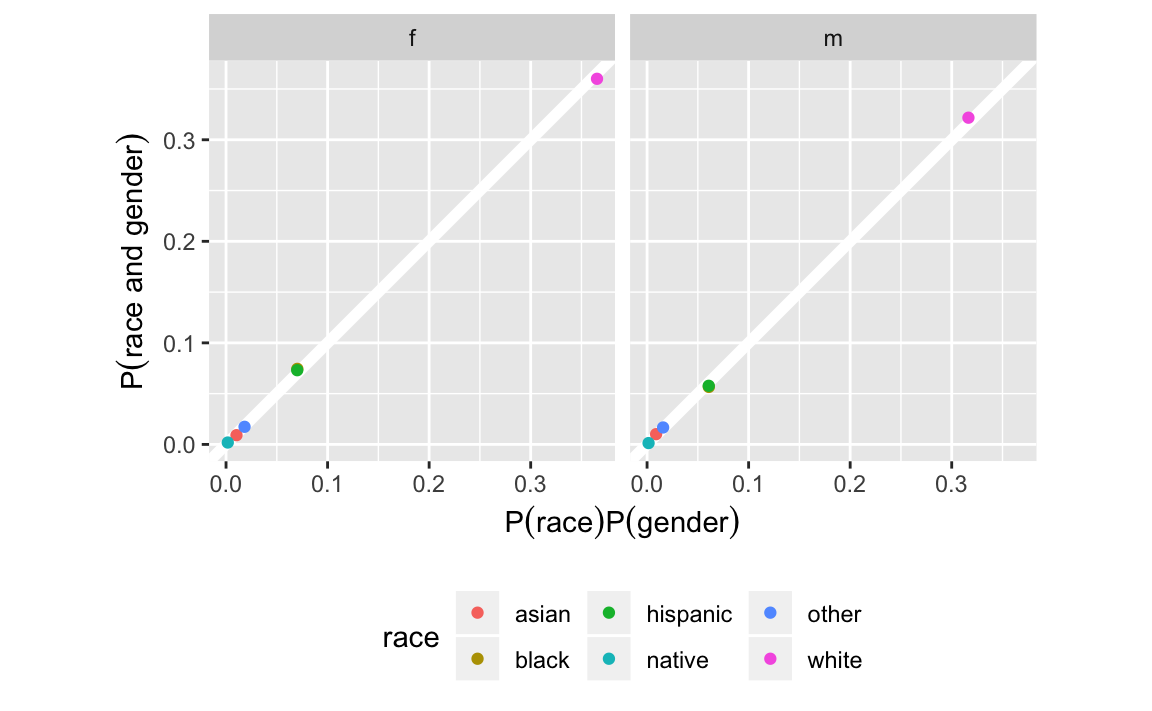 f m
P(race and gender)
0.3
0.2
0.1
0.0
0.0 0.1 0.2 0.3 0.0 0.1 0.2 0.3
P(race)P(gender)
race
asian hispanic other
black native white